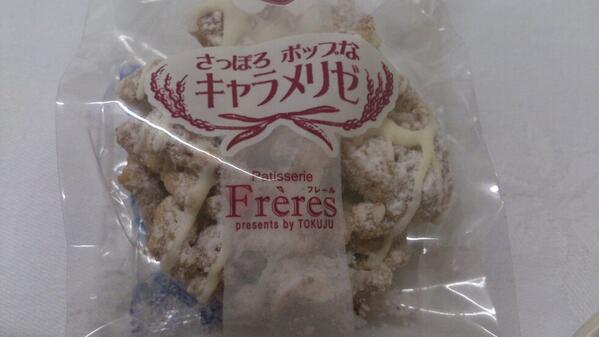 さっぽろ ポップな
キャラメリゼ
Patisserie
フレール
Frères
presents by TOKUJU